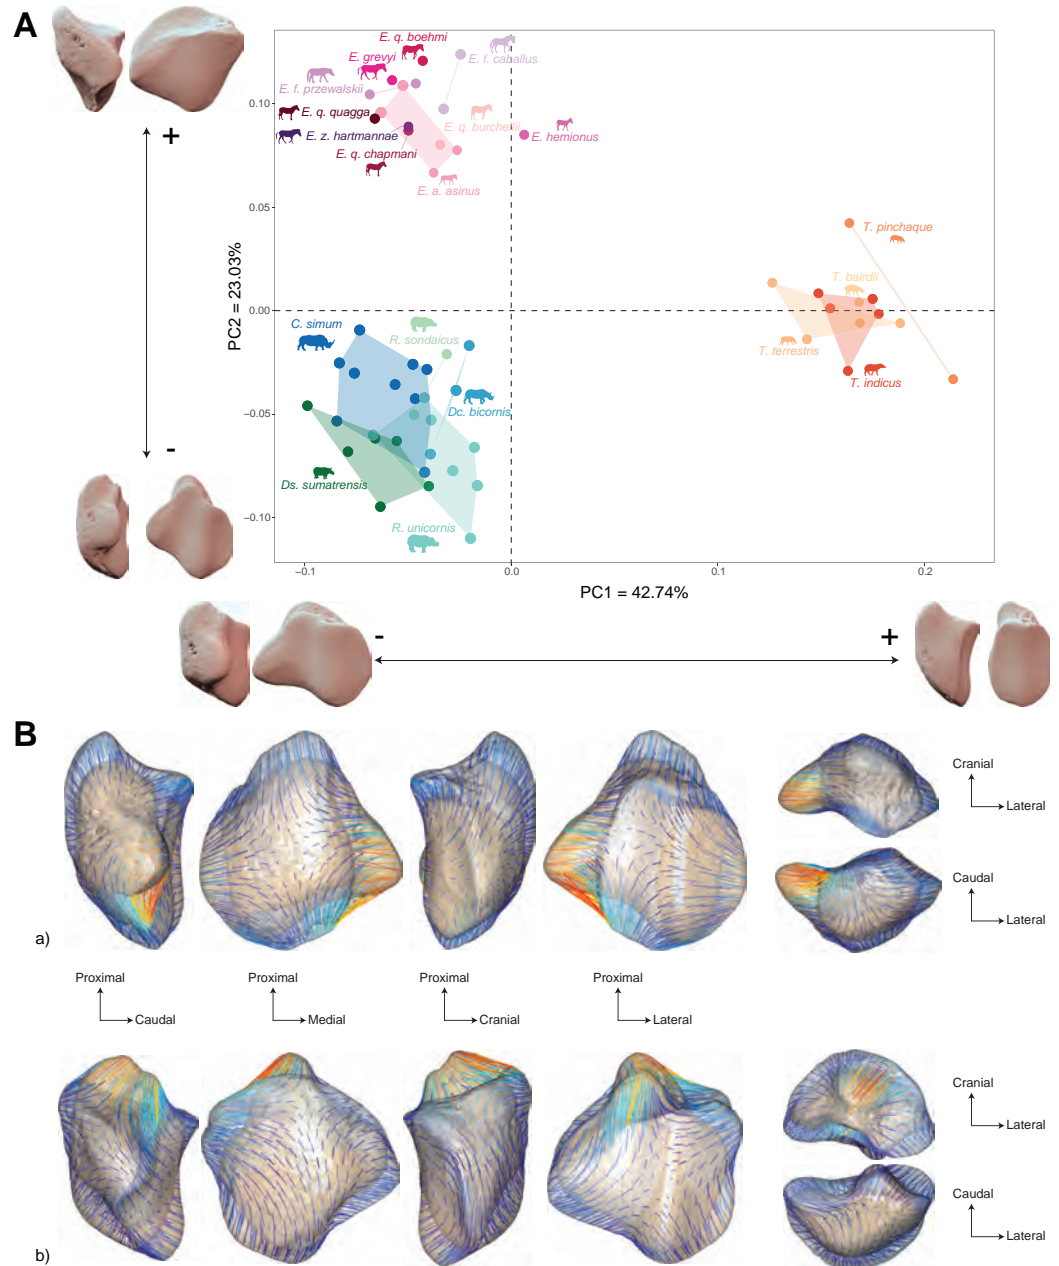 A
E. q. boehmi
E. grevyi
E. f. caballus
E. f. przewalskii
E. q. quagga
E. q. burchellii
E. z. hartmannae
E. hemionus
E. q. chapmani
E. a. asinus
T. pinchaque
T. bairdii
T. terrestris
T. indicus
C. simum
R. sondaicus
Dc. bicornis
Ds. sumatrensis
R. unicornis
+
-
0.10
0.05
0.00
−0.05
−0.10
PC2 = 23.03%
−0.1
0.0
0.1
0.2
PC1 = 42.74%
-
+
B
Cranial
Lateral
Caudal
Lateral
a)
Proximal
Caudal
Proximal
Medial
Proximal
Cranial
Proximal
Lateral
Cranial
Lateral
Caudal
Lateral
b)